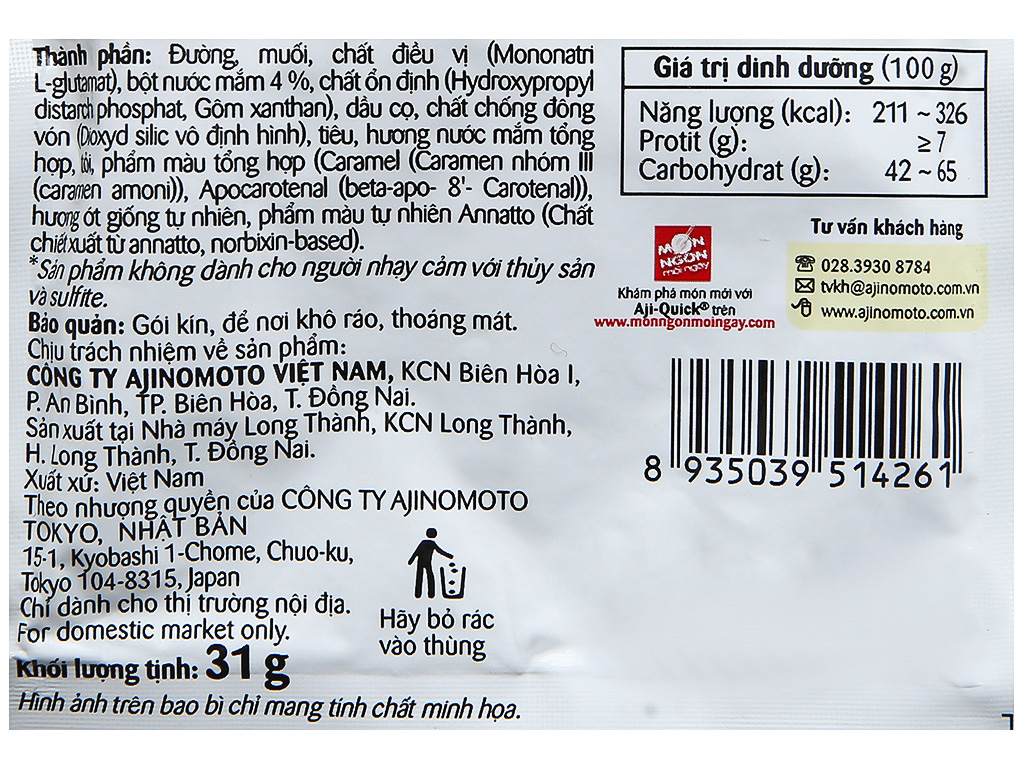 Thành phần: Đường, muối, chất điều vị (Mononatri
L-glutamat), bột nước mắm 4 %, chất ổn định (Hydroxypropyl
distarch phosphat, Gôm xanthan), dầu cọ, chất chống đông
vón (Dioxyd silic vô định hình), tiêu, hương nước mắm tổng
hợp, tỏi, phẩm màu tổng hợp (Caramel (Caramen nhóm III
(caramen amoni)), Apocarotenal (beta-apo- 8'- Carotenal)),
hương ớt giống tự nhiên, phẩm màu tự nhiên Annatto (Chất
chiết xuất từ annatto, norbixin-based).
*Sản phẩm không dành cho người nhạy cảm với thủy sản
và sulfite.
Bảo quản: Gói kín, để nơi khô ráo, thoáng mát.
Chịu trách nhiệm về sản phẩm:
CÔNG TY AJINOMOTO VIỆT NAM, KCN Biên Hòa I,
P. An Bình, TP. Biên Hòa, T. Đồng Nai.
Sản xuất tại Nhà máy Long Thành, KCN Long Thành,
H. Long Thành, T. Đồng Nai.
Xuất xứ: Việt Nam
Theo nhượng quyền của CÔNG TY AJINOMOTO
TOKYO, NHẬT BẢN
15-1, Kyobashi 1-Chome, Chuo-ku,
Tokyo 104-8315, Japan
Chỉ dành cho thị trường nội địa.
For domestic market only.
Khối lượng tịnh: 31 g
Hình ảnh trên bao bì chỉ mang tính chất minh họa.
Hãy bỏ rác
vào thùng
Giá trị dinh dưỡng (100 g)
Năng lượng (kcal): 211 ~ 326
Protit (g): ≥ 7
Carbohydrat (g): 42 ~ 65
MÓN
NGON
mỗi ngày
Khám phá món mới với
Aji-Quick® trên
www.monngonmoingay.com
Tư vấn khách hàng
028.3930 8784
tvkh@ajinomoto.com.vn
www.ajinomoto.com.vn
8 935039 514261